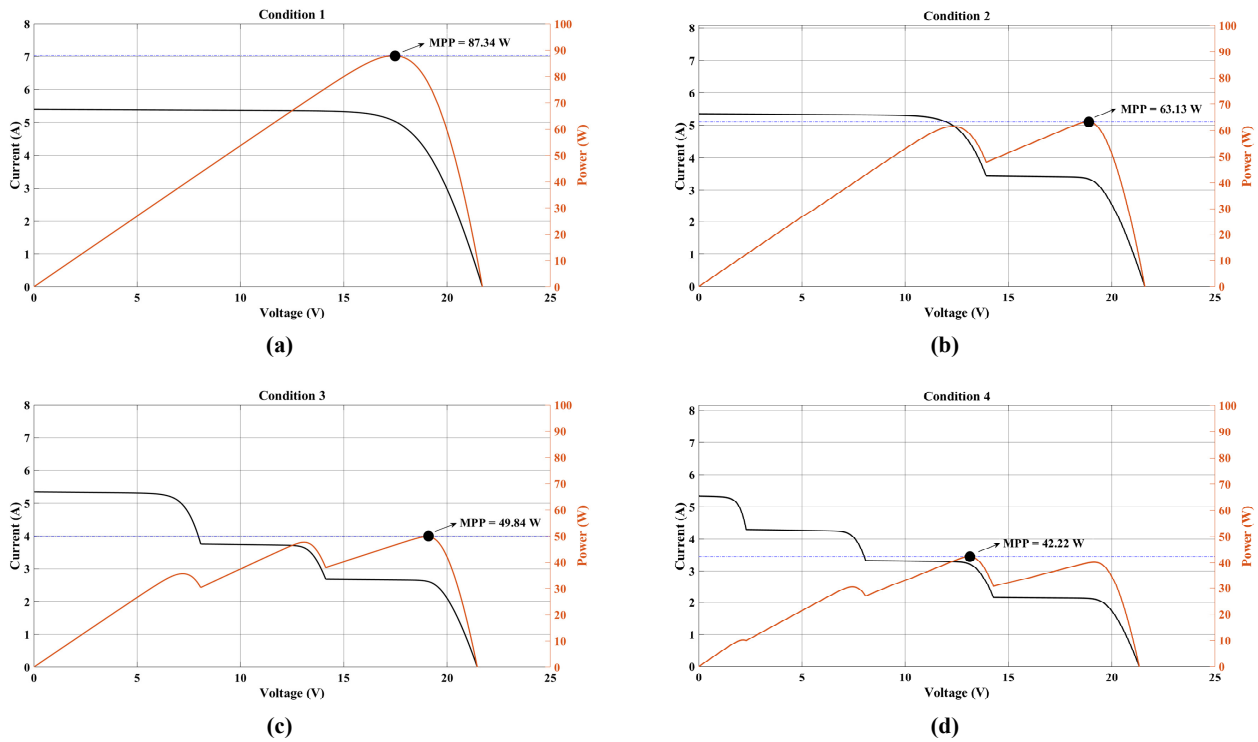 Condition 1
MPP = 87.34 W
Current (A)
8
7
6
5
4
3
2
1
0
Power (W)
100
90
80
70
60
50
40
30
20
10
0
0 5 10 15 20 25
Voltage (V)
(a)
Condition 2
MPP = 63.13 W
Current (A)
8
7
6
5
4
3
2
1
0
Power (W)
100
90
80
70
60
50
40
30
20
10
0
0 5 10 15 20 25
Voltage (V)
(b)
Condition 3
MPP = 49.84 W
Current (A)
8
7
6
5
4
3
2
1
0
Power (W)
100
90
80
70
60
50
40
30
20
10
0
0 5 10 15 20 25
Voltage (V)
(c)
Condition 4
MPP = 42.22 W
Current (A)
8
7
6
5
4
3
2
1
0
Power (W)
100
90
80
70
60
50
40
30
20
10
0
0 5 10 15 20 25
Voltage (V)
(d)